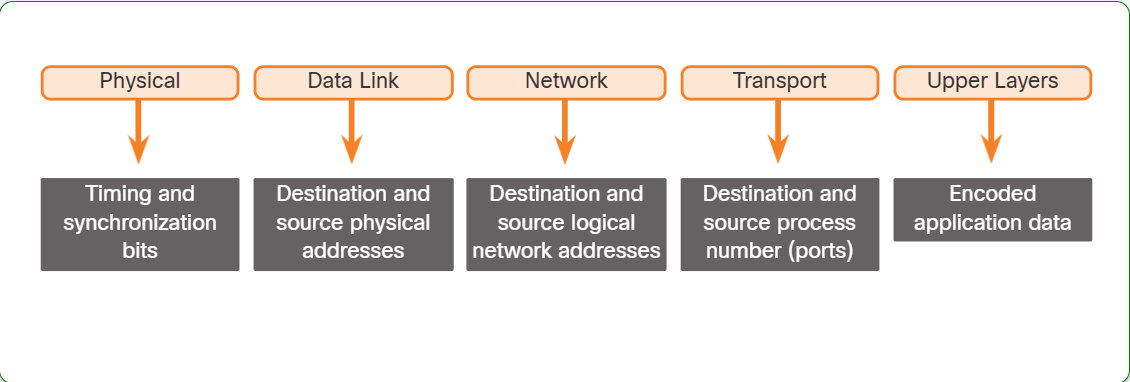 Physical
Data Link
Network
Transport
Upper Layers
Timing and
synchronization
bits
Destination and
source physical
addresses
Destination and
source logical
network addresses
Destination and
source process
number (ports)
Encoded
application data